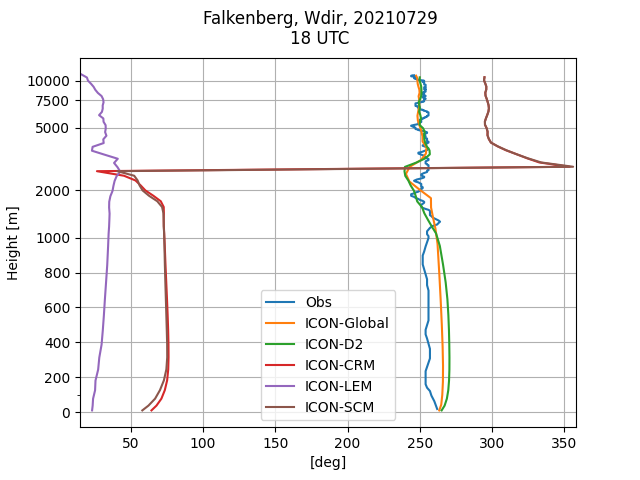 Falkenberg, Wdir, 20210729
18 UTC
Height [m]
10000
7500
5000
2000
1000
800
600
400
200
0
Obs
ICON-Global
ICON-D2
ICON-CRM
ICON-LEM
ICON-SCM
50
100
150
200
250
300
350
[deg]